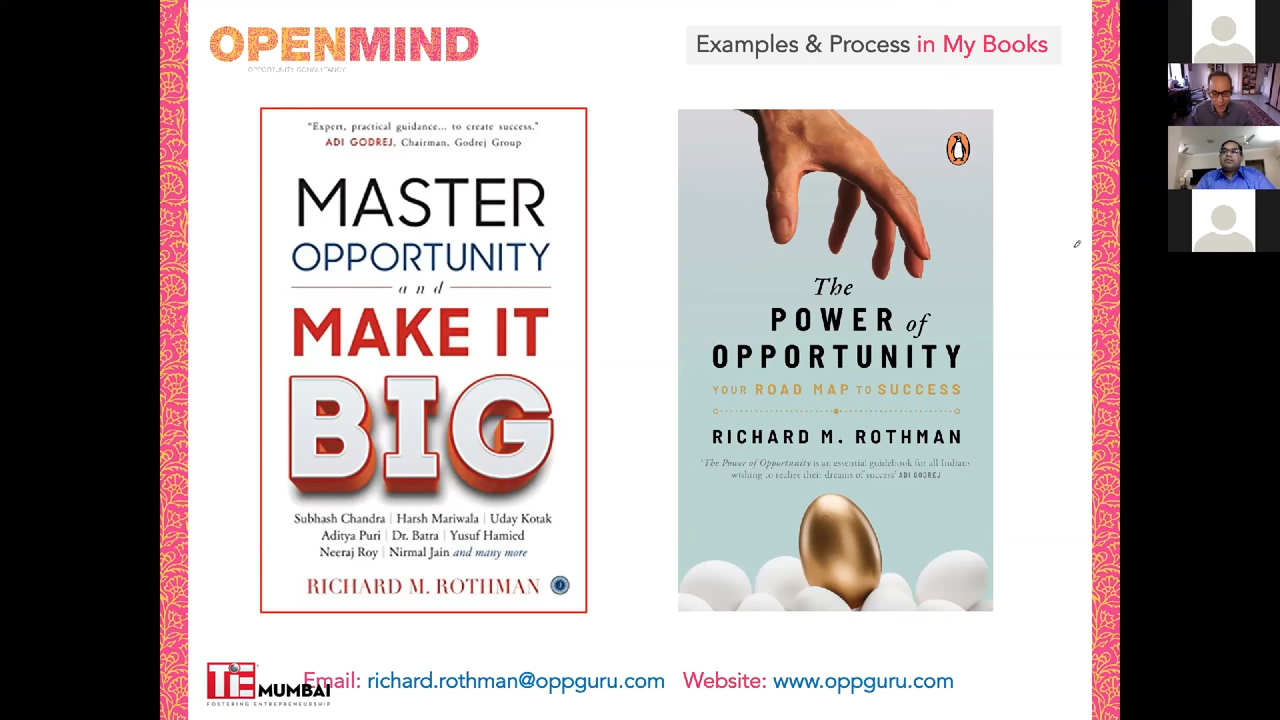 OPENMIND
OPPORTUNITY CONSULTANCY
Examples & Process in My Books
"Expert, practical guidance... to create success."
ADI GODREJ, Chairman, Godrej Group
MASTER
OPPORTUNITY
and
MAKE IT
BIG
Subhash Chandra | Harsh Mariwala | Uday Kotak
Aditya Puri | Dr. Batra | Yusuf Hamied
Neeraj Roy | Nirmal Jain and many more
RICHARD M. ROTHMAN
The
POWER of
OPPORTUNITY
YOUR ROAD MAP TO SUCCESS
RICHARD M. ROTHMAN
'The Power of Opportunity is an essential guidebook for all Indians
wishing to realize their dreams of success' ADI GODREJ
TiE MUMBAI
FOSTERING ENTREPRENEURSHIP
Email: richard.rothman@oppguru.com Website: www.oppguru.com